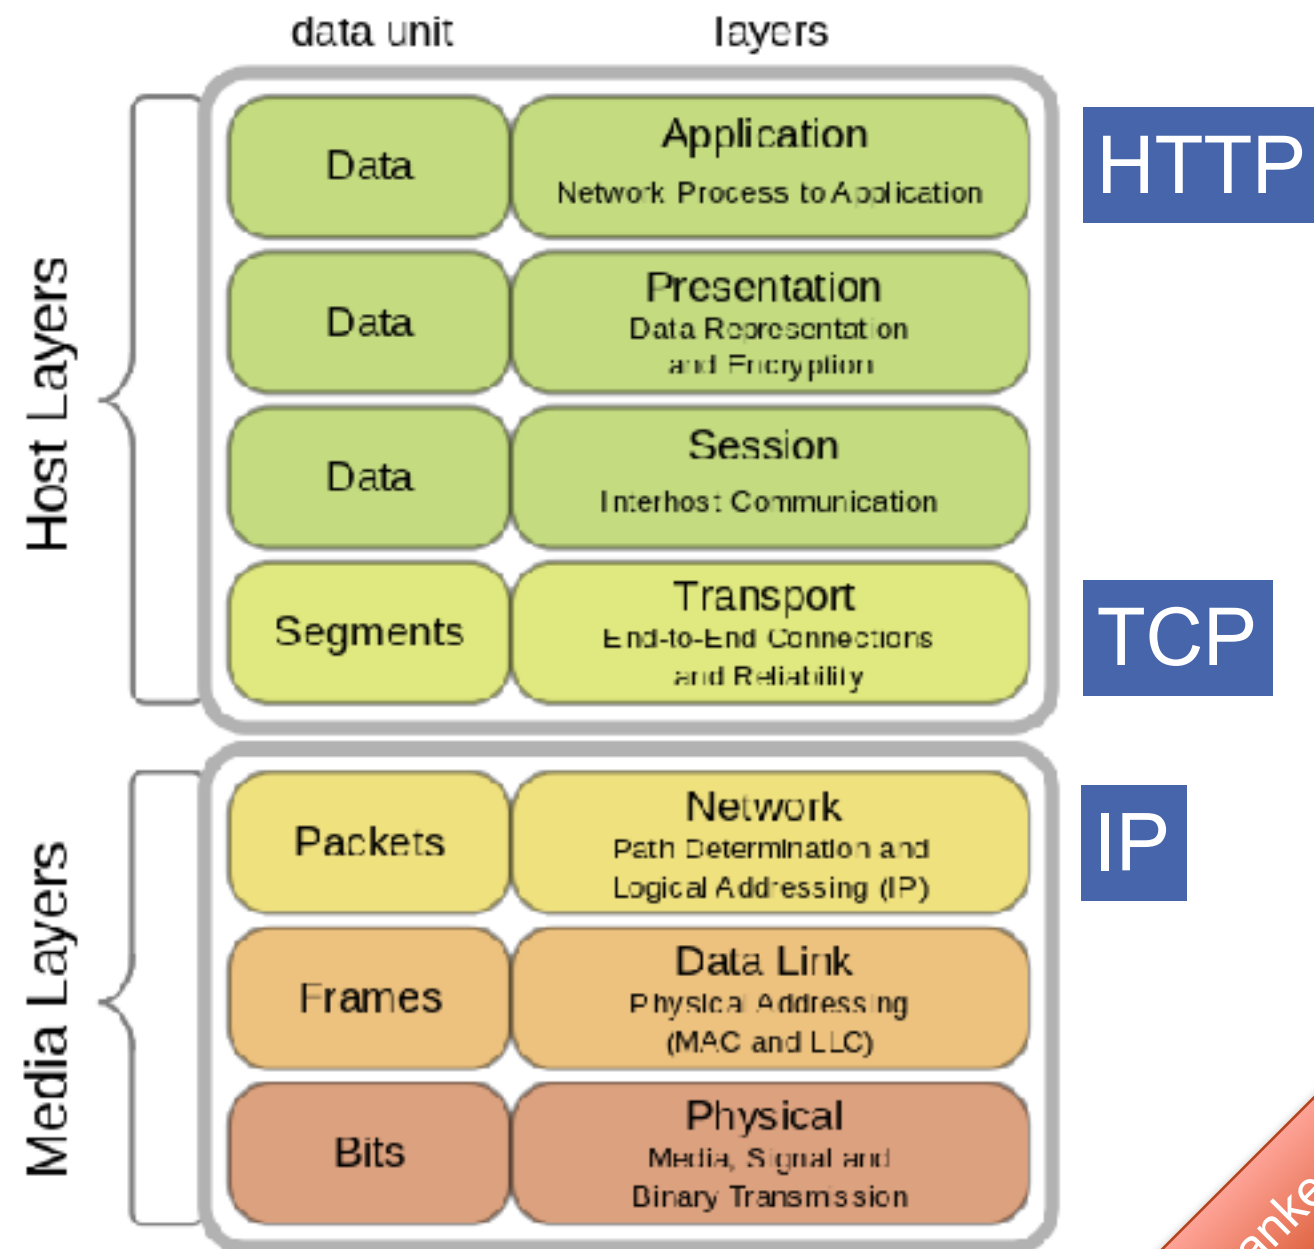 data unit layers
Host Layers
Data
Application
Network Process to Application
HTTP
Data
Presentation
Data Representation
and Encryption
Data
Session
Interhost Communication
Segments
Transport
End-to-End Connections
and Reliability
TCP
Media Layers
Packets
Network
Path Determination and
Logical Addressing (IP)
IP
Frames
Data Link
Physical Addressing
(MAC and LLC)
Bits
Physical
Media, Signal and
Binary Transmission